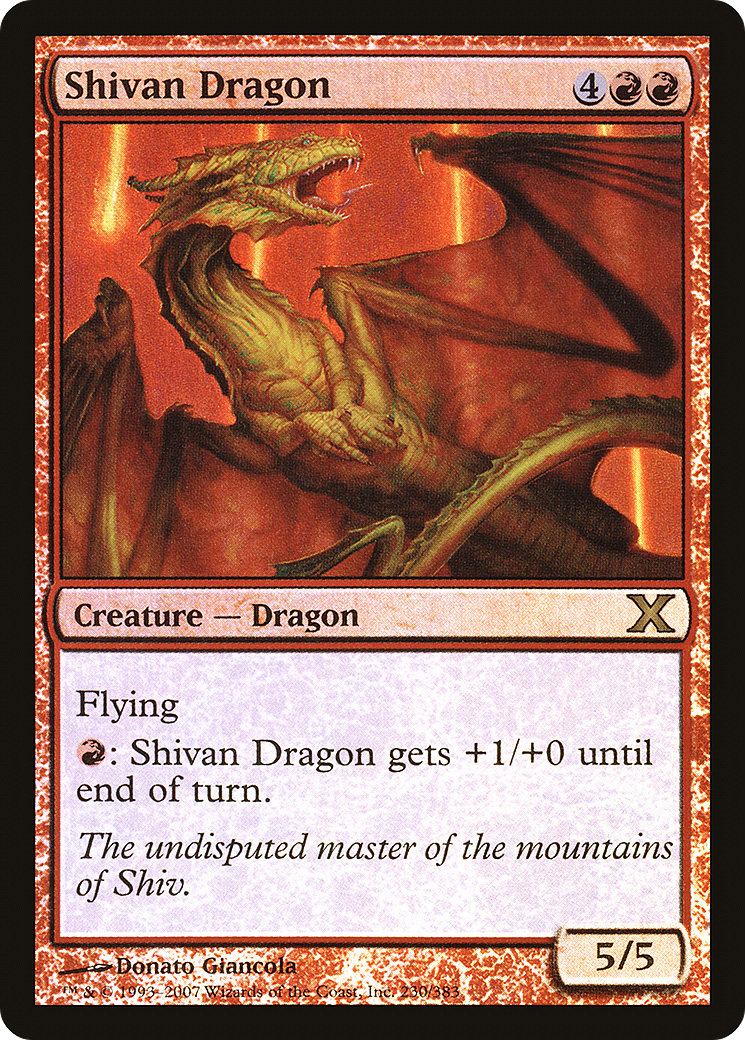 Shivan Dragon 4
Creature — Dragon X
Flying
: Shivan Dragon gets +1/+0 until
end of turn.
The undisputed master of the mountains
of Shiv.
5/5
Donato Giancola
™ & © 1993–2007 Wizards of the Coast, Inc. 230/383